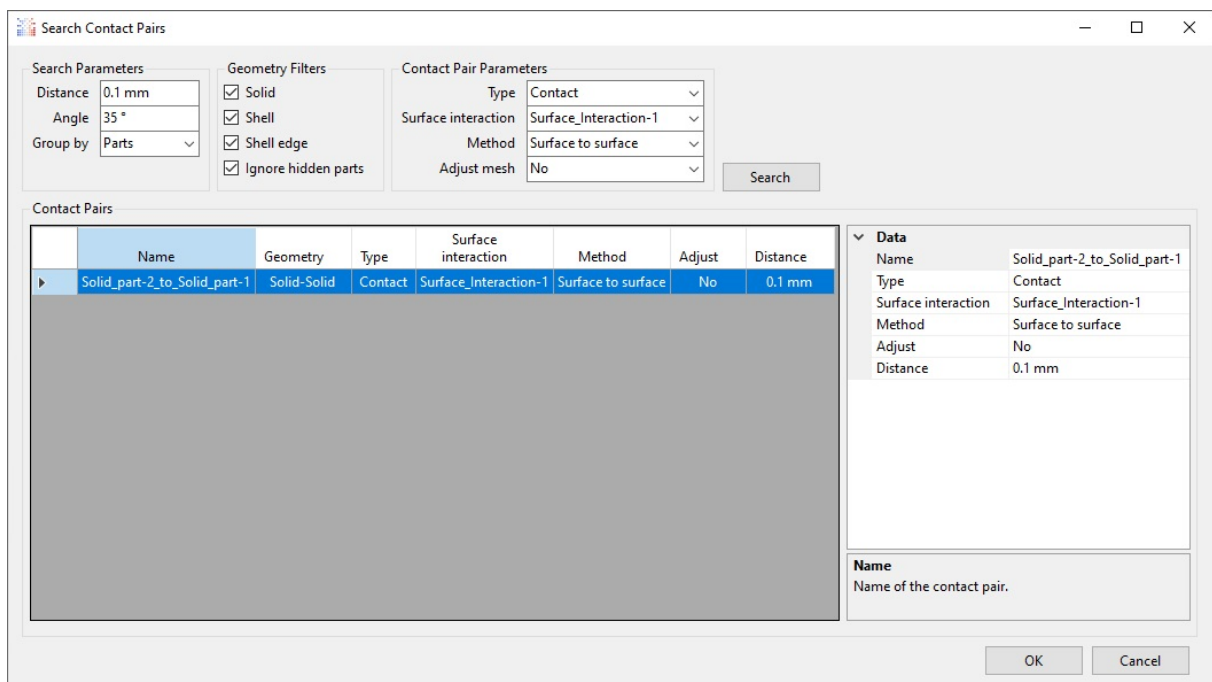 Search Contact Pairs
Search Parameters
Distance 0.1 mm
Angle 35 °
Group by Parts
Geometry Filters
Solid
Shell
Shell edge
Ignore hidden parts
Contact Pair Parameters
Type Contact
Surface interaction Surface_Interaction-1
Method Surface to surface
Adjust mesh No
Search
Contact Pairs
Name Geometry Type Surface interaction Method Adjust Distance
Solid_part-2_to_Solid_part-1 Solid-Solid Contact Surface_Interaction-1 Surface to surface No 0.1 mm
Data
Name Solid_part-2_to_Solid_part-1
Type Contact
Surface interaction Surface_Interaction-1
Method Surface to surface
Adjust No
Distance 0.1 mm
Name
Name of the contact pair.
OK Cancel